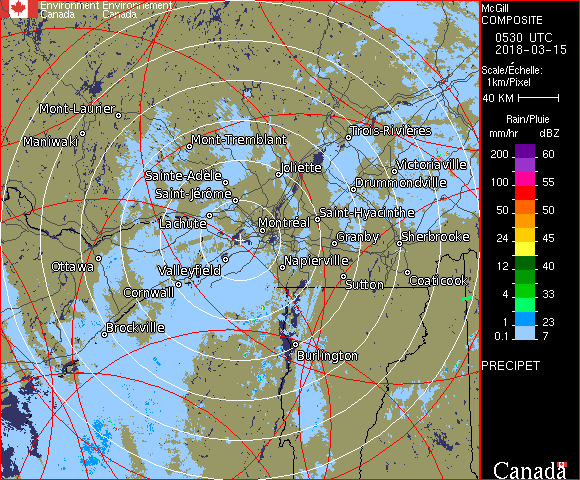 Environment Environnement
Canada Canada
McGill
COMPOSITE
0530 UTC
2018-03-15
Scale/Échelle:
1km/Pixel
40 KM
Rain/Pluie
mm/hr dBZ
200 60
100 55
50 50
24 45
12 40
4 33
1 23
0.1 7
PRECIPET
Canada
Mont-Laurier
Maniwaki
Mont-Tremblant
Trois-Rivières
Sainte-Adèle
Joliette
Victoriaville
Saint-Jérôme
Drummondville
Lachute
Montréal
Saint-Hyacinthe
Granby
Sherbrooke
Ottawa
Valleyfield
Napierville
Cornwall
Sutton
Coaticook
Brockville
Burlington